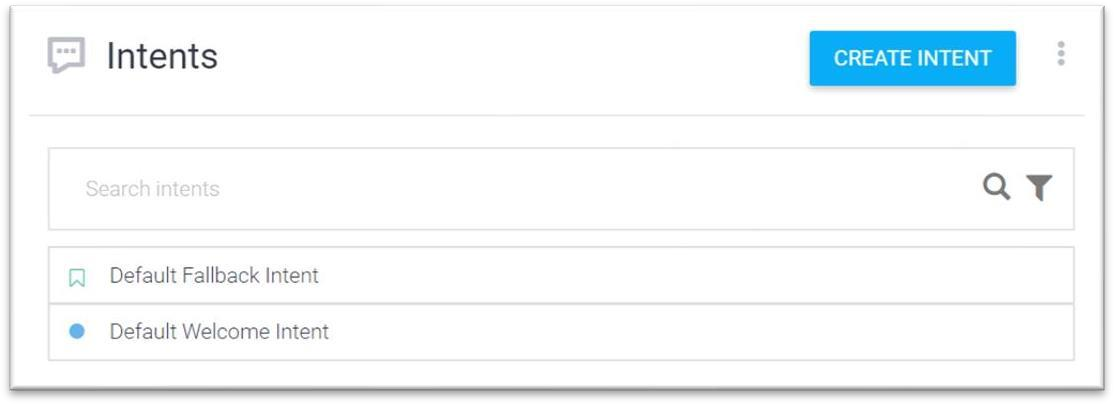 Intents
CREATE INTENT
Search intents
Default Fallback Intent
Default Welcome Intent